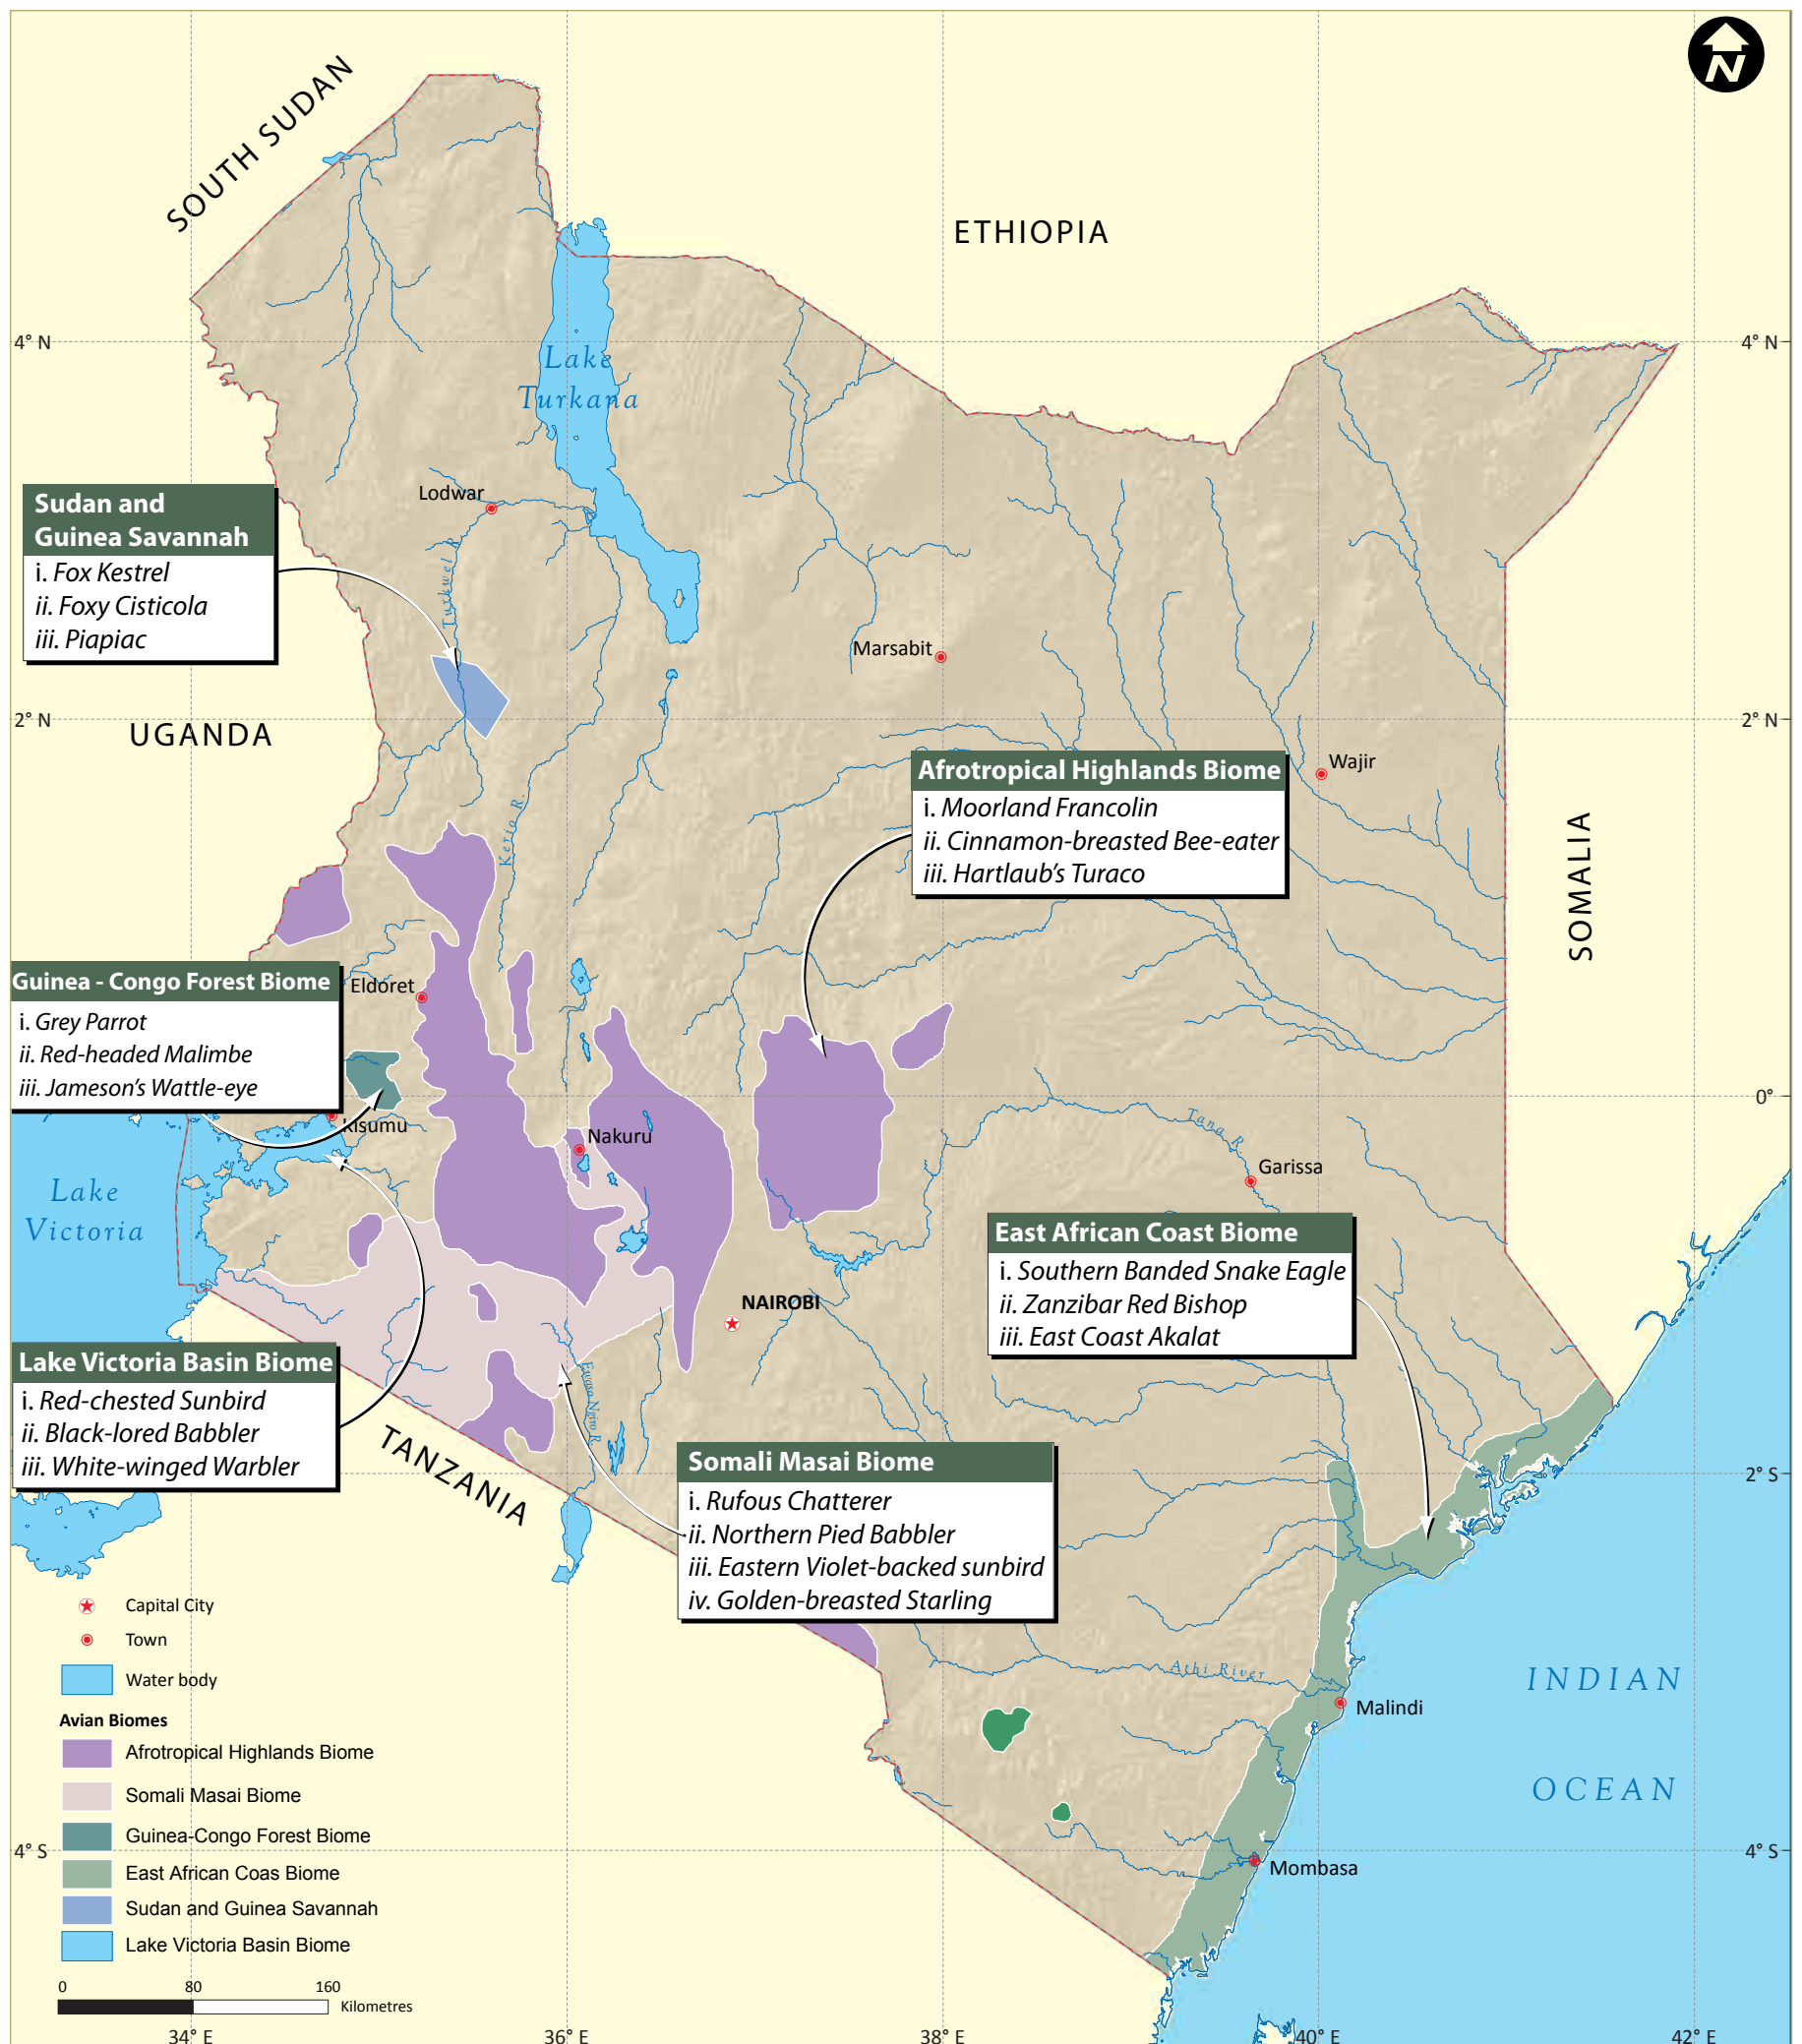 N
SOUTH SUDAN
ETHIOPIA
4° N
4° N
Lake
Turkana
Lodwar
Sudan and
Guinea Savannah
i. Fox Kestrel
ii. Foxy Cisticola
iii. Piapiac
Turkwel R.
Marsabit
2° N
2° N
UGANDA
Wajir
Afrotropical Highlands Biome
i. Moorland Francolin
ii. Cinnamon-breasted Bee-eater
iii. Hartlaub's Turaco
Kerio R.
SOMALIA
Guinea - Congo Forest Biome
i. Grey Parrot
ii. Red-headed Malimbe
iii. Jameson's Wattle-eye
Eldoret
0°
Kisumu
Nakuru
Tana R.
Garissa
Lake
Victoria
East African Coast Biome
i. Southern Banded Snake Eagle
ii. Zanzibar Red Bishop
iii. East Coast Akalat
NAIROBI
Lake Victoria Basin Biome
i. Red-chested Sunbird
ii. Black-lored Babbler
iii. White-winged Warbler
Ewaso Ngiro R.
TANZANIA
Somali Masai Biome
i. Rufous Chatterer
ii. Northern Pied Babbler
iii. Eastern Violet-backed sunbird
iv. Golden-breasted Starling
2° S
Capital City
Town
Water body
Avian Biomes
Afrotropical Highlands Biome
Somali Masai Biome
Guinea-Congo Forest Biome
East African Coas Biome
Sudan and Guinea Savannah
Lake Victoria Basin Biome
0 80 160
Kilometres
Athi River
Malindi
INDIAN
OCEAN
4° S
4° S
Mombasa
34° E
36° E
38° E
40° E
42° E